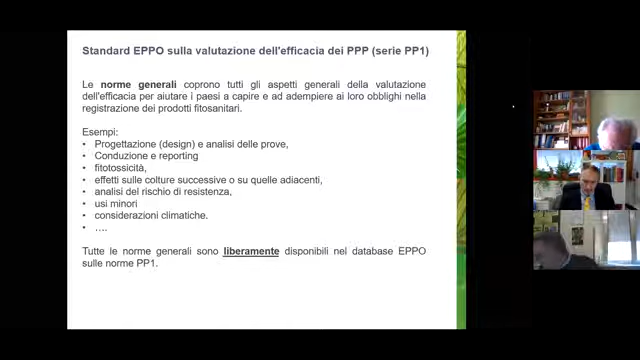 Standard EPPO sulla valutazione dell'efficacia dei PPP (serie PP1)
Le norme generali coprono tutti gli aspetti generali della valutazione
dell'efficacia per aiutare i paesi a capire e ad adempiere ai loro obblighi nella
registrazione dei prodotti fitosanitari.
Esempi:
• Progettazione (design) e analisi delle prove,
• Conduzione e reporting
• fitotossicità,
• effetti sulle colture successive o su quelle adiacenti,
• analisi del rischio di resistenza,
• usi minori
• considerazioni climatiche.
• ….
Tutte le norme generali sono liberamente disponibili nel database EPPO
sulle norme PP1.